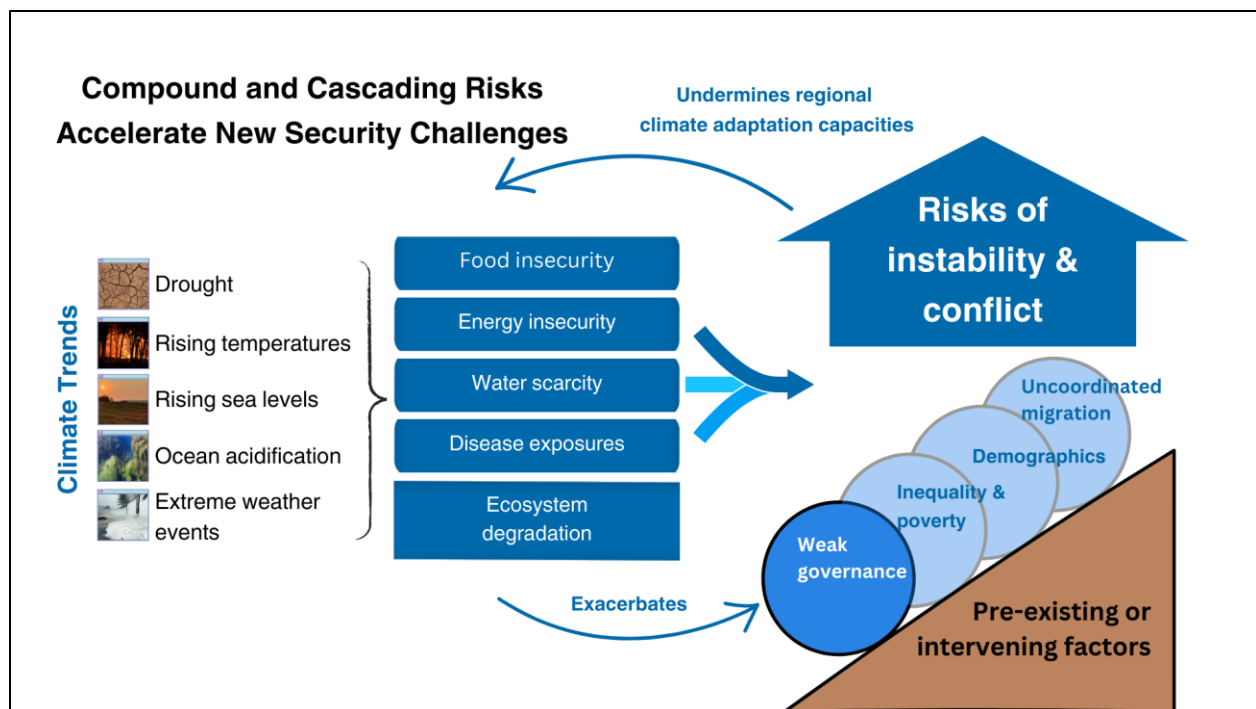 Compound and Cascading Risks
Accelerate New Security Challenges
Undermines regional
climate adaptation capacities
Risks of
instability &
conflict
Climate Trends
Drought
Rising temperatures
Rising sea levels
Ocean acidification
Extreme weather
events
Food insecurity
Energy insecurity
Water scarcity
Disease exposures
Ecosystem
degradation
Exacerbates
Uncoordinated
migration
Demographics
Inequality &
poverty
Weak
governance
Pre-existing or
intervening factors